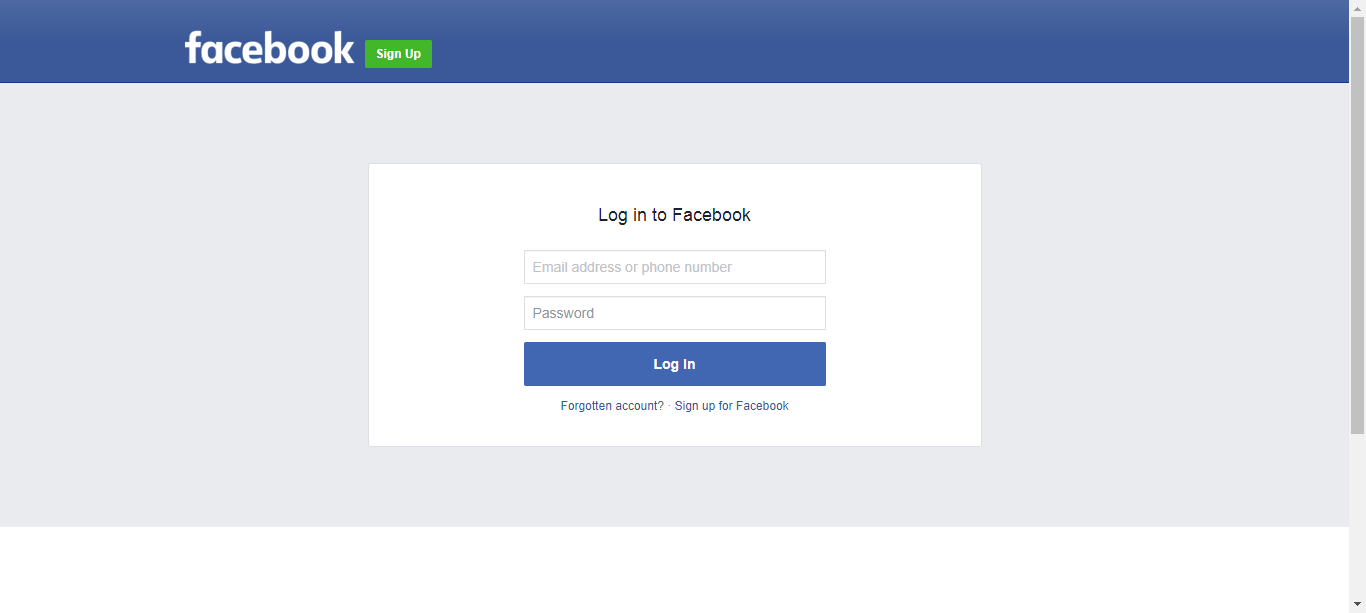 facebook Sign Up
Log in to Facebook
Email address or phone number
Password
Log In
Forgotten account? · Sign up for Facebook